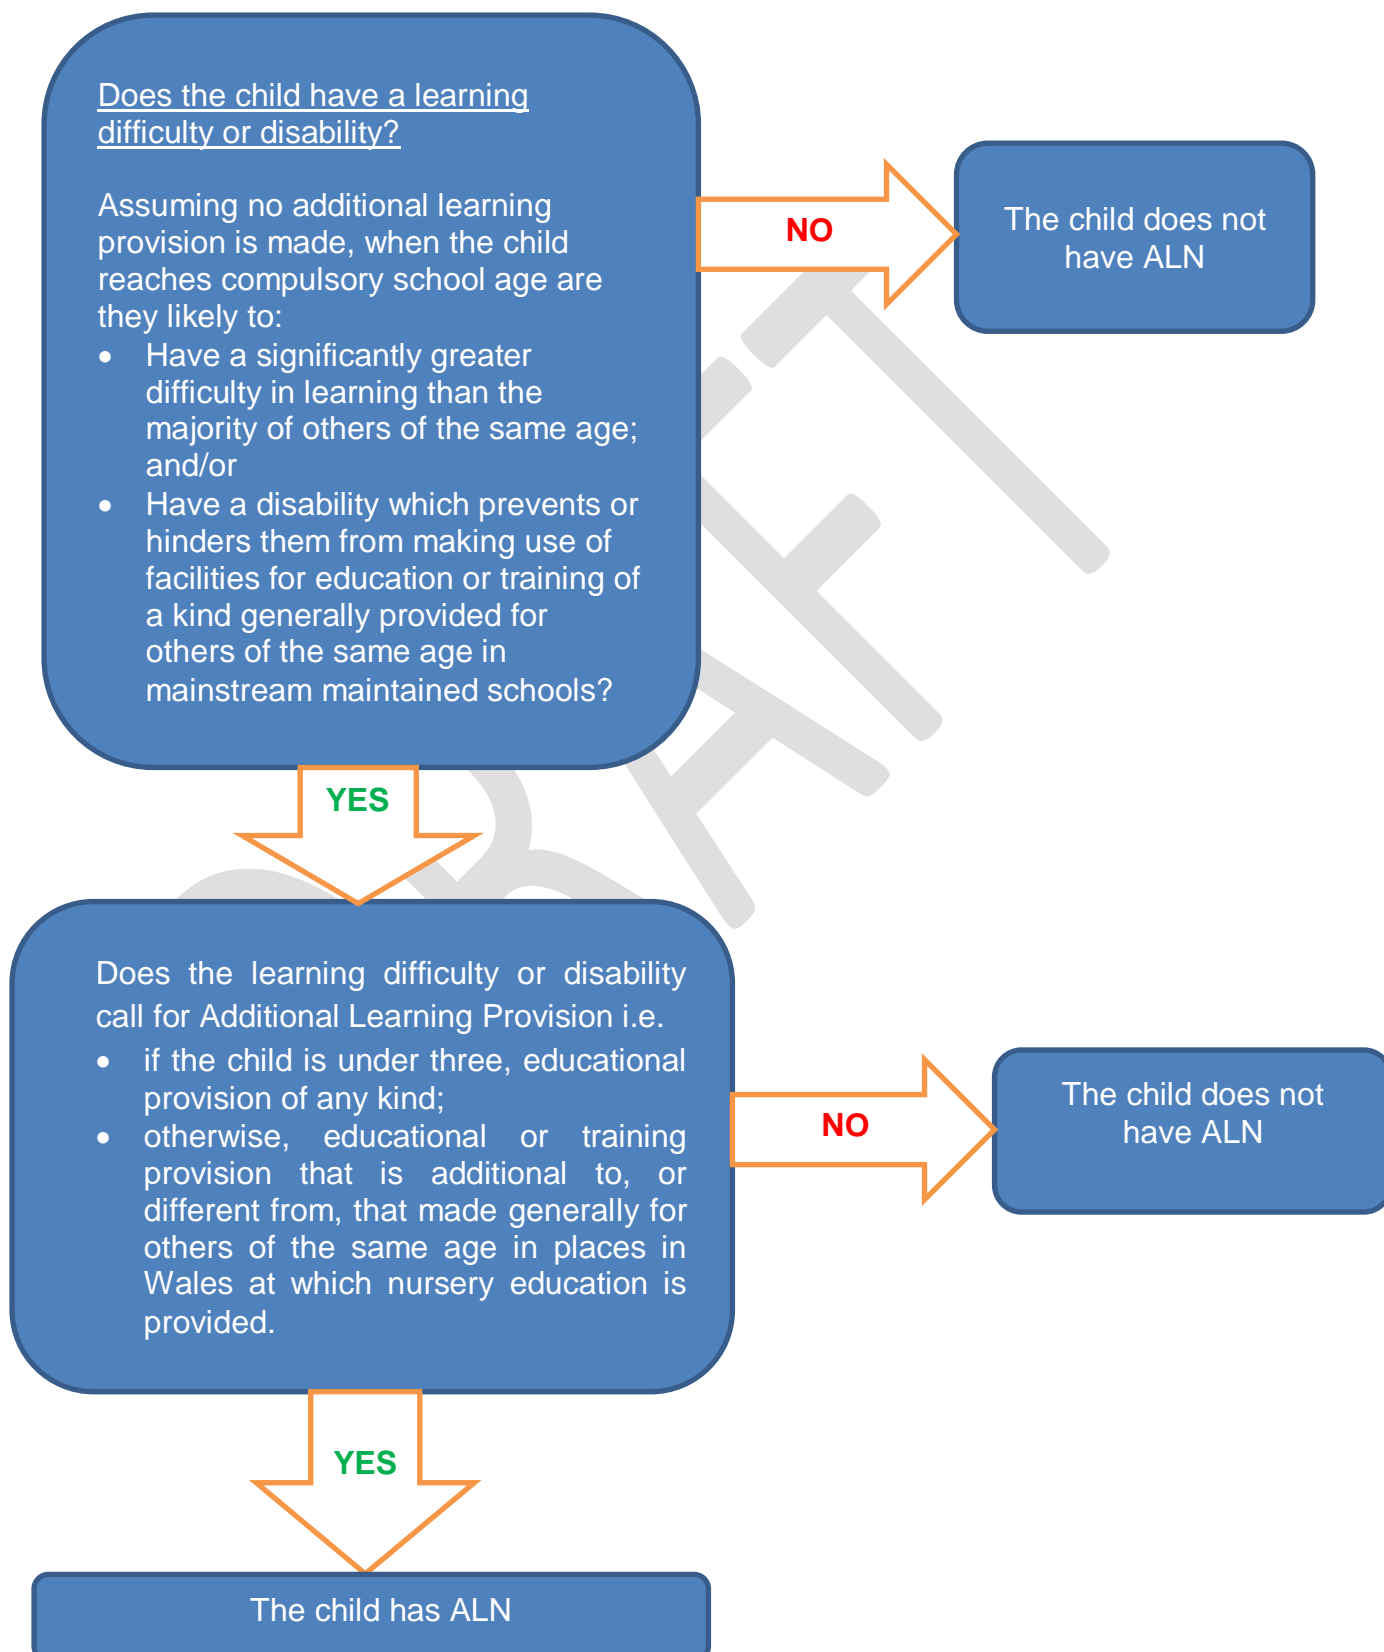 Does the child have a learning
difficulty or disability?
Assuming no additional learning
provision is made, when the child
reaches compulsory school age are
they likely to:
• Have a significantly greater
difficulty in learning than the
majority of others of the same age;
and/or
• Have a disability which prevents or
hinders them from making use of
facilities for education or training of
a kind generally provided for
others of the same age in
mainstream maintained schools?
NO
The child does not
have ALN
YES
Does the learning difficulty or disability
call for Additional Learning Provision i.e.
• if the child is under three, educational
provision of any kind;
• otherwise, educational or training
provision that is additional to, or
different from, that made generally for
others of the same age in places in
Wales at which nursery education is
provided.
NO
The child does not
have ALN
YES
The child has ALN
DRAFT